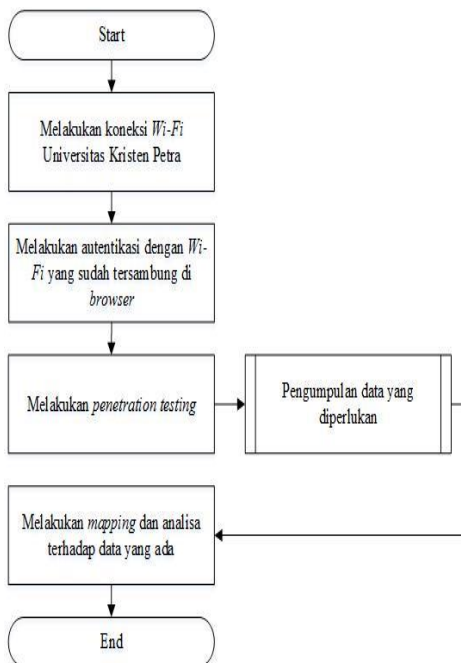 Start
Melakukan koneksi Wi-Fi
Universitas Kristen Petra
Melakukan autentikasi dengan Wi-
Fi yang sudah tersambung di
browser
Melakukan penetration testing
Pengumpulan data yang
diperlukan
Melakukan mapping dan analisa
terhadap data yang ada
End